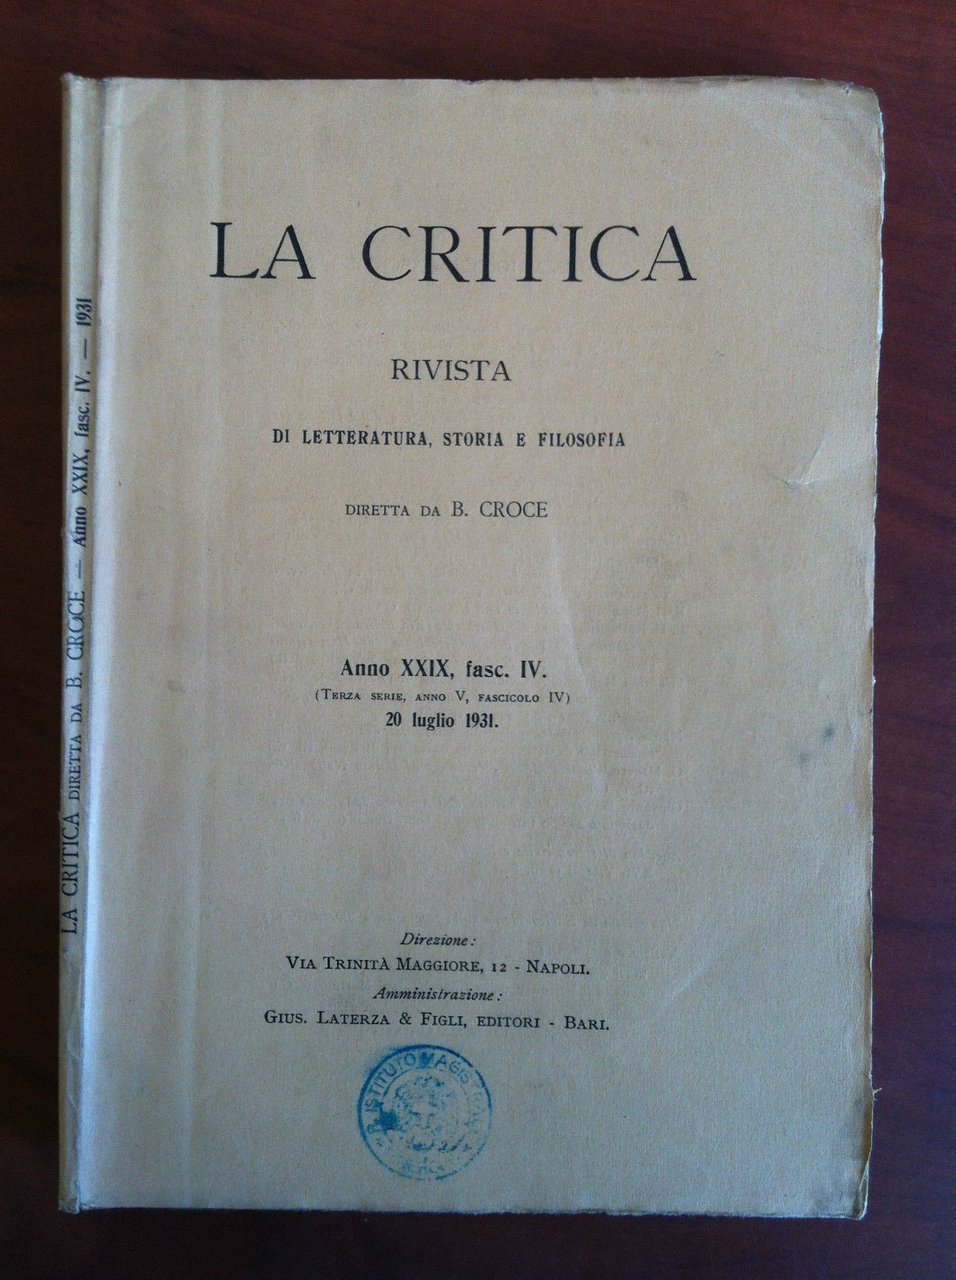 LA CRITICA
RIVISTA
DI LETTERATURA, STORIA E FILOSOFIA
DIRETTA DA B. CROCE
Anno XXIX, fasc. IV.
(TERZA SERIE, ANNO V, FASCICOLO IV)
20 luglio 1931.
Direzione:
VIA TRINITÀ MAGGIORE, 12 - NAPOLI.
Amministrazione:
GIUS. LATERZA & FIGLI, EDITORI - BARI.
R. ISTITUTO MAGISTRALE
LA CRITICA DIRETTA DA B. CROCE — Anno XXIX, fasc. IV. — 1931